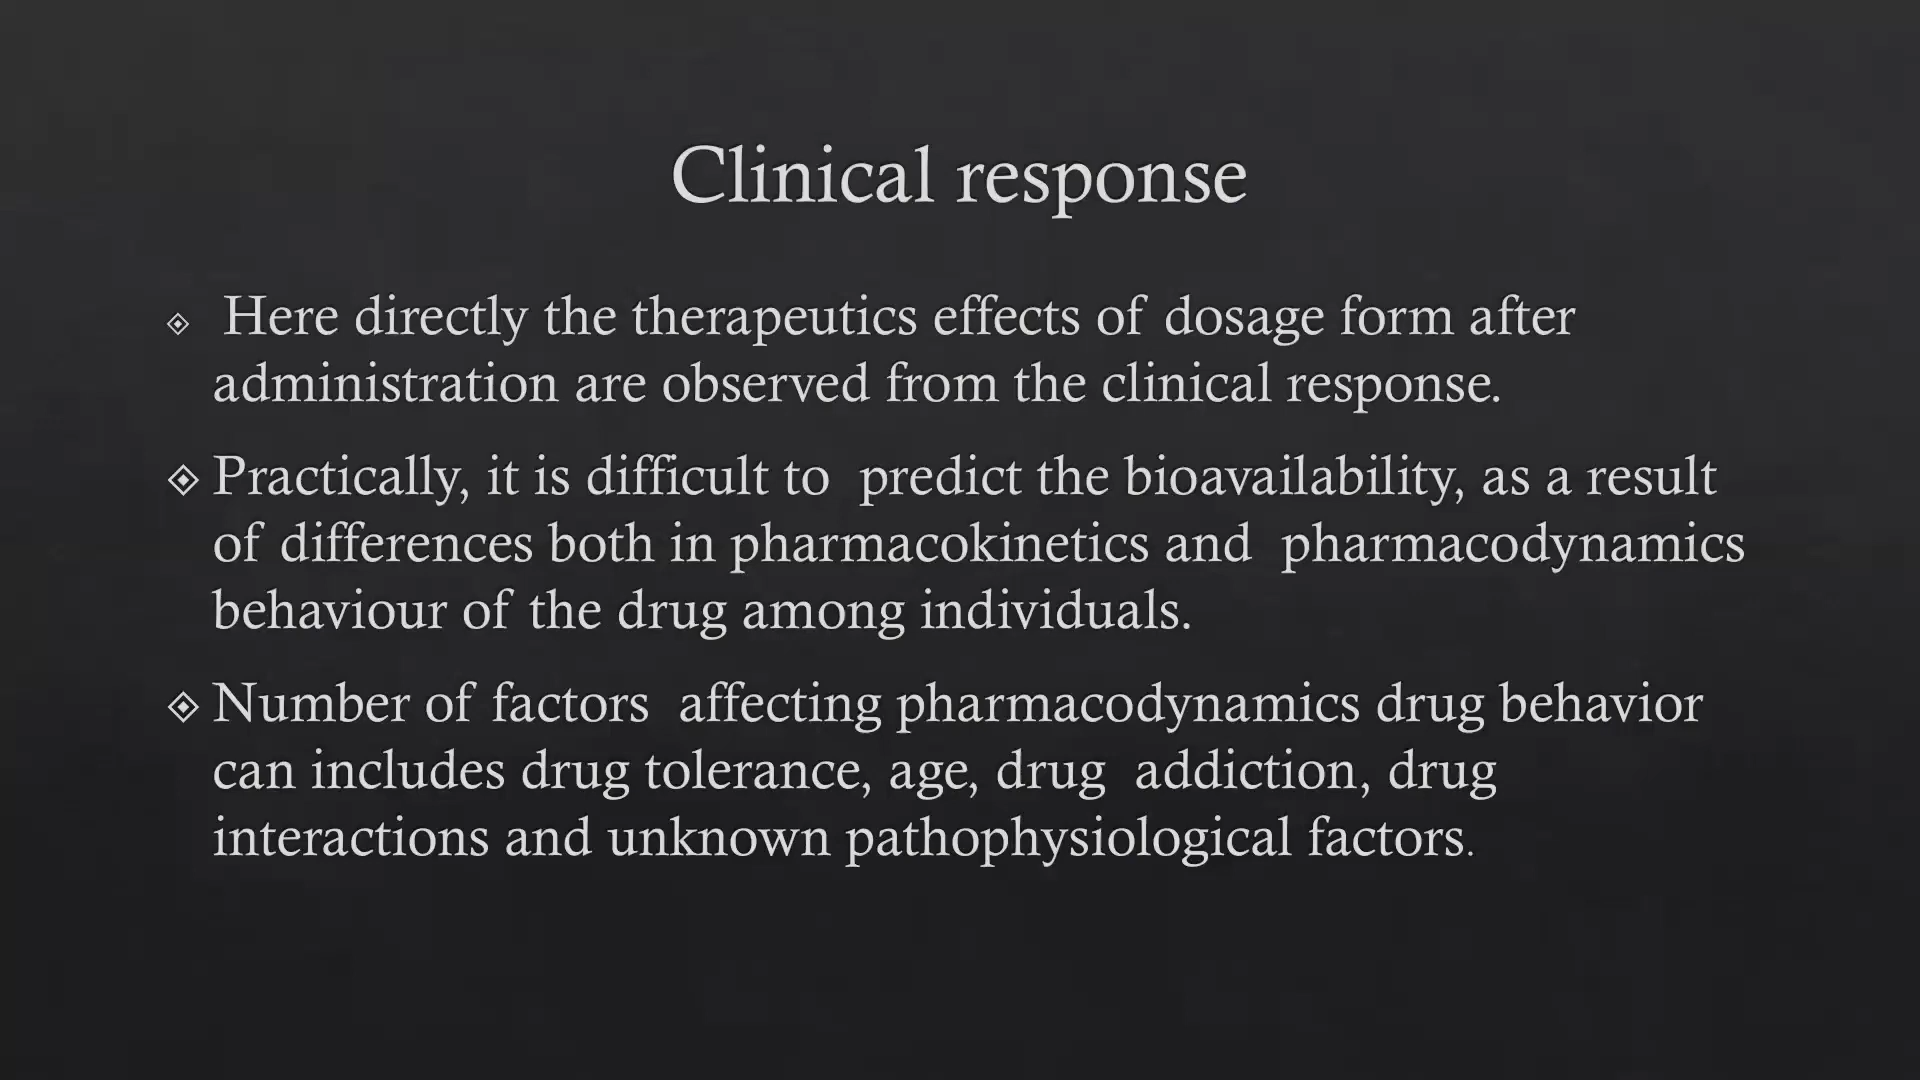 Clinical response
Here directly the therapeutics effects of dosage form after
administration are observed from the clinical response.
Practically, it is difficult to predict the bioavailability, as a result
of differences both in pharmacokinetics and pharmacodynamics
behaviour of the drug among individuals.
Number of factors affecting pharmacodynamics drug behavior
can includes drug tolerance, age, drug addiction, drug
interactions and unknown pathophysiological factors.